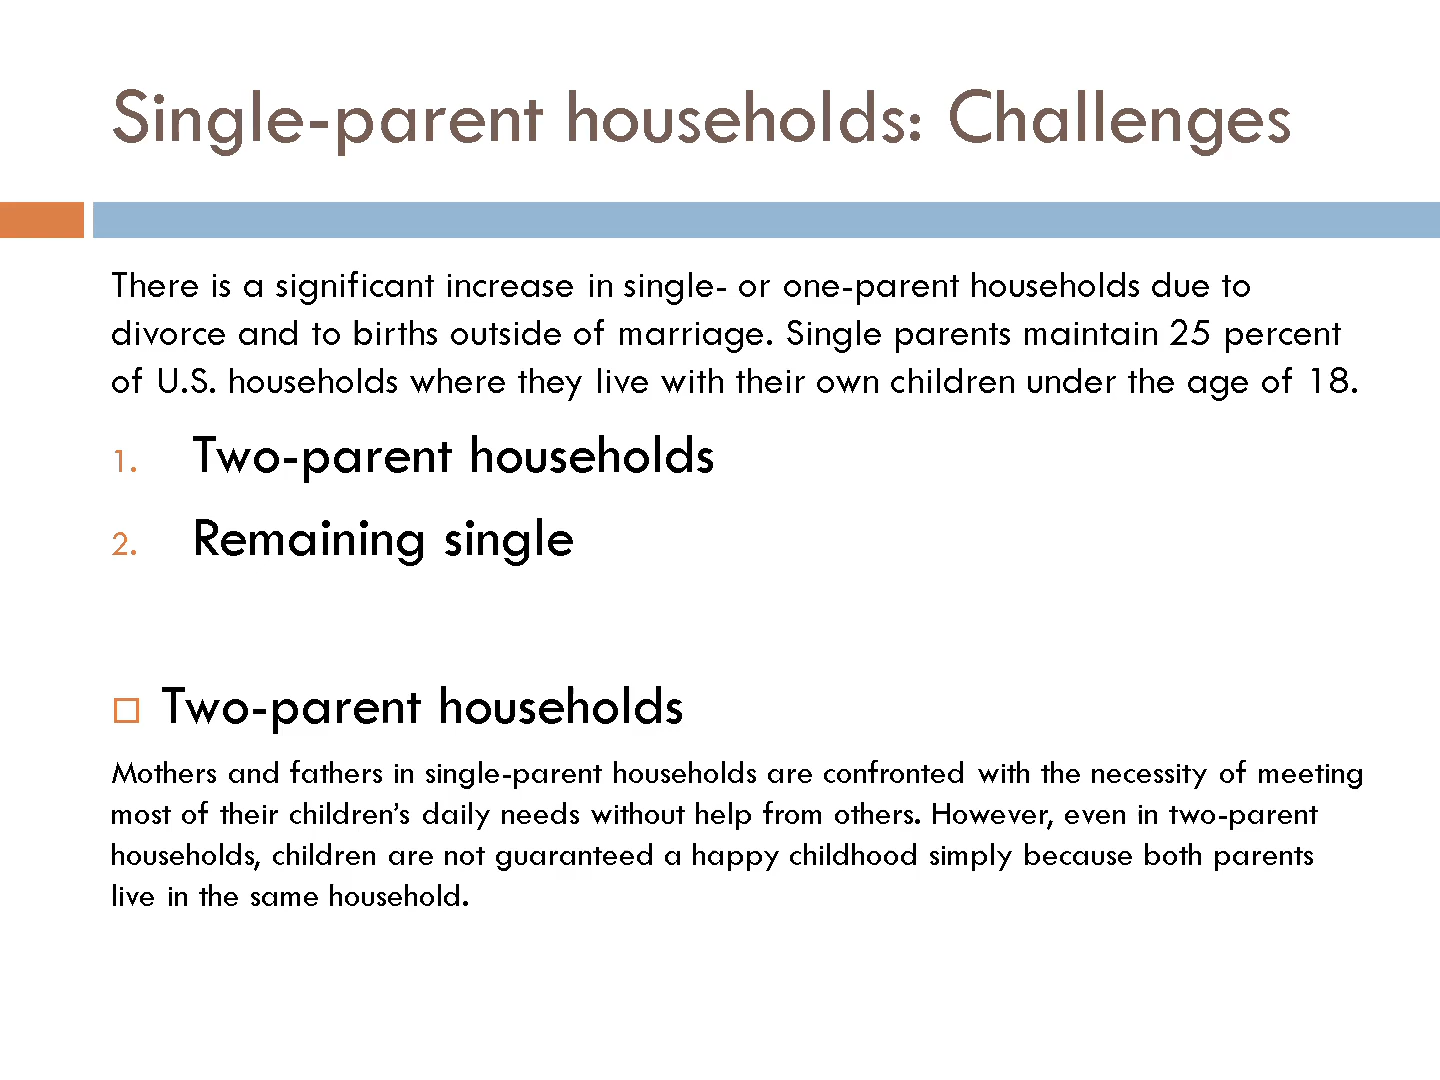 Single-parent households: Challenges
There is a significant increase in single- or one-parent households due to
divorce and to births outside of marriage. Single parents maintain 25 percent
of U.S. households where they live with their own children under the age of 18.
1. Two-parent households
2. Remaining single
Two-parent households
Mothers and fathers in single-parent households are confronted with the necessity of meeting
most of their children’s daily needs without help from others. However, even in two-parent
households, children are not guaranteed a happy childhood simply because both parents
live in the same household.